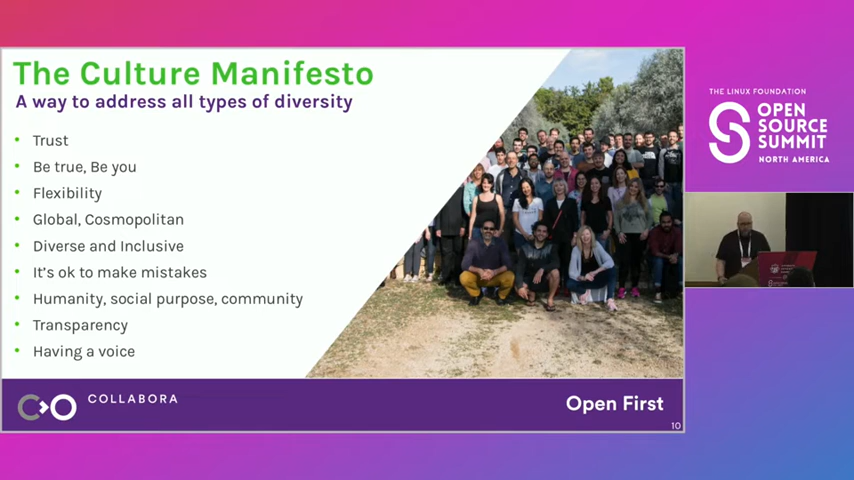 The Culture Manifesto
A way to address all types of diversity
• Trust
• Be true, Be you
• Flexibility
• Global, Cosmopolitan
• Diverse and Inclusive
• It's ok to make mistakes
• Humanity, social purpose, community
• Transparency
• Having a voice
COLLABORA
Open First
10
THE LINUX FOUNDATION
OPEN
SOURCE
SUMMIT
NORTH AMERICA